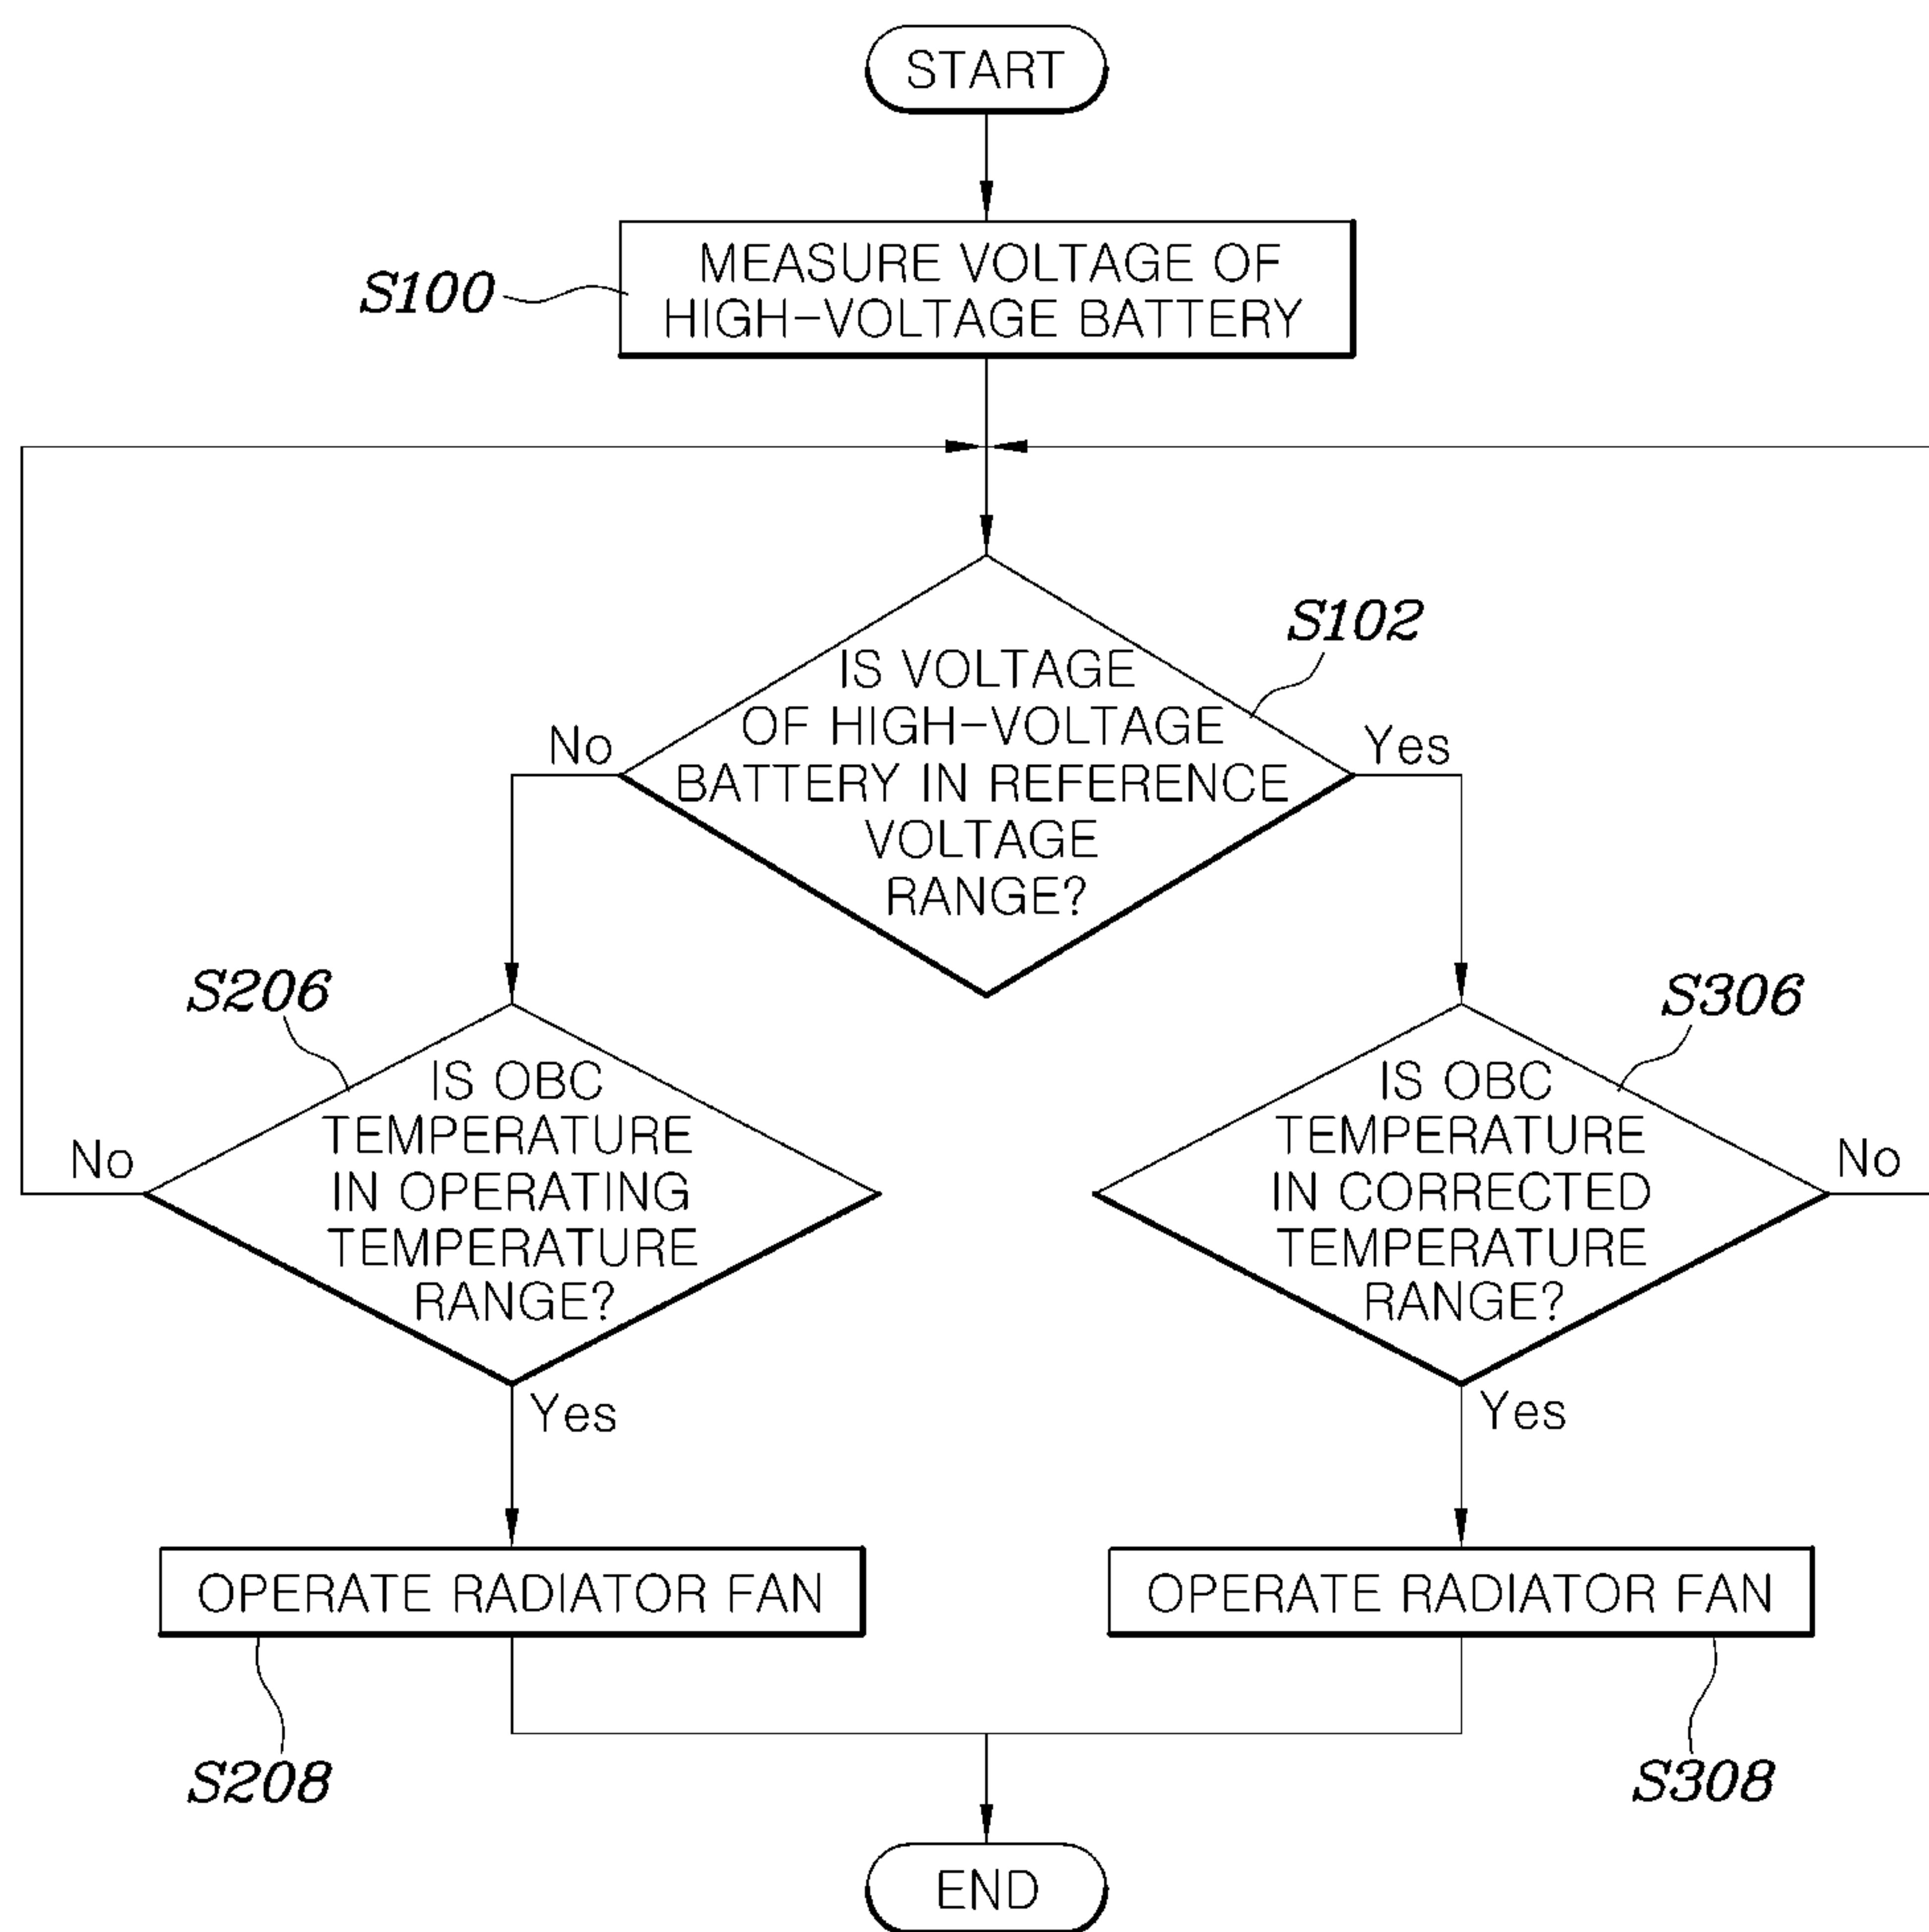 START
S100
MEASURE VOLTAGE OF
HIGH-VOLTAGE BATTERY
S102
IS VOLTAGE
OF HIGH-VOLTAGE
BATTERY IN REFERENCE
VOLTAGE
RANGE?
No
Yes
S206
IS OBC
TEMPERATURE
IN OPERATING
TEMPERATURE
RANGE?
No
Yes
S306
IS OBC
TEMPERATURE
IN CORRECTED
TEMPERATURE
RANGE?
No
Yes
OPERATE RADIATOR FAN
S208
OPERATE RADIATOR FAN
S308
END